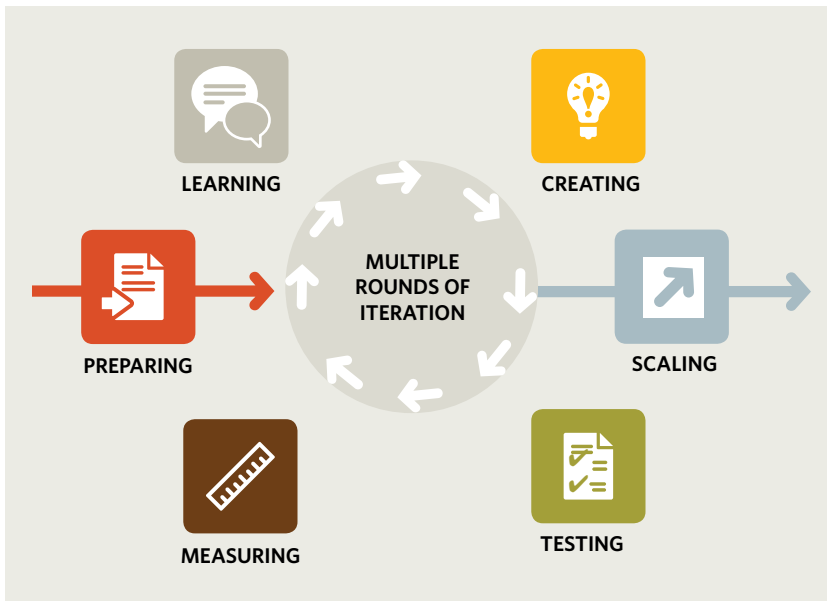 LEARNING
CREATING
MULTIPLE
ROUNDS OF
ITERATION
PREPARING
SCALING
MEASURING
TESTING